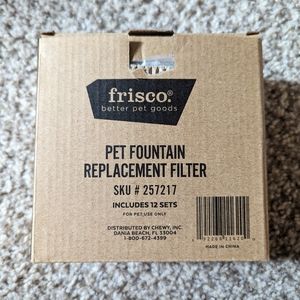 frisco.®
better pet goods
PET FOUNTAIN
REPLACEMENT FILTER
SKU # 257217
INCLUDES 12 SETS
FOR PET USE ONLY
DISTRIBUTED BY CHEWY, INC.
DANIA BEACH, FL 33004
1-800-672-4399
MADE IN CHINA